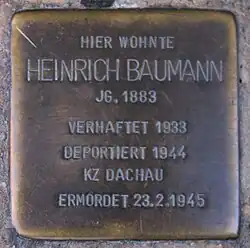 HIER WOHNTE
HEINRICH BAUMANN
JG. 1883
VERHAFTET 1933
DEPORTIERT 1944
KZ DACHAU
ERMORDET 23.2.1945